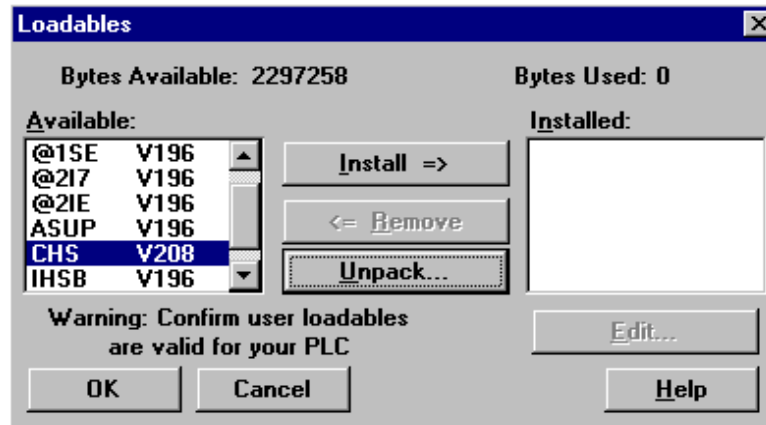 Loadables
Bytes Available: 2297258 Bytes Used: 0
Available: Installed:
@1SE V196
@2I7 V196
@2IE V196
ASUP V196
CHS V208
IHSB V196
Install =>
<= Remove
Unpack...
Warning: Confirm user loadables
are valid for your PLC
Edit...
OK Cancel Help